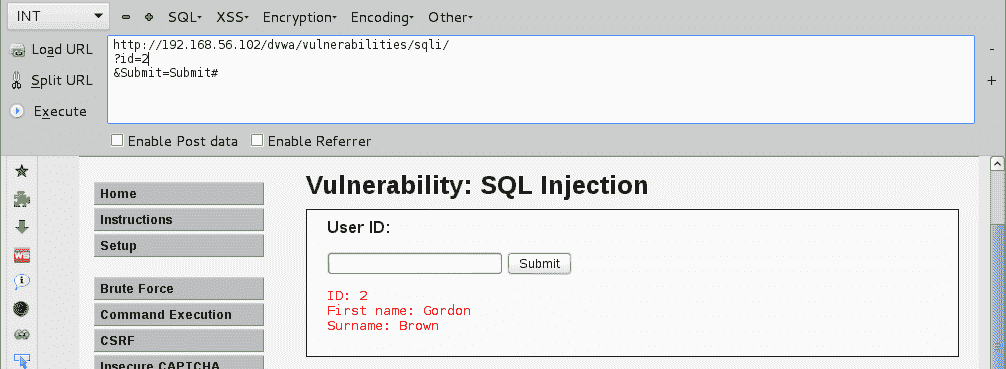 INT SQL XSS Encryption Encoding Other
Load URL
Split URL
Execute
http://192.168.56.102/dvwa/vulnerabilities/sqli/
?id=2
&Submit=Submit#
Enable Post data Enable Referrer
Home
Instructions
Setup
Brute Force
Command Execution
CSRF
Insecure CAPTCHA
Vulnerability: SQL Injection
User ID:
Submit
ID: 2
First name: Gordon
Surname: Brown